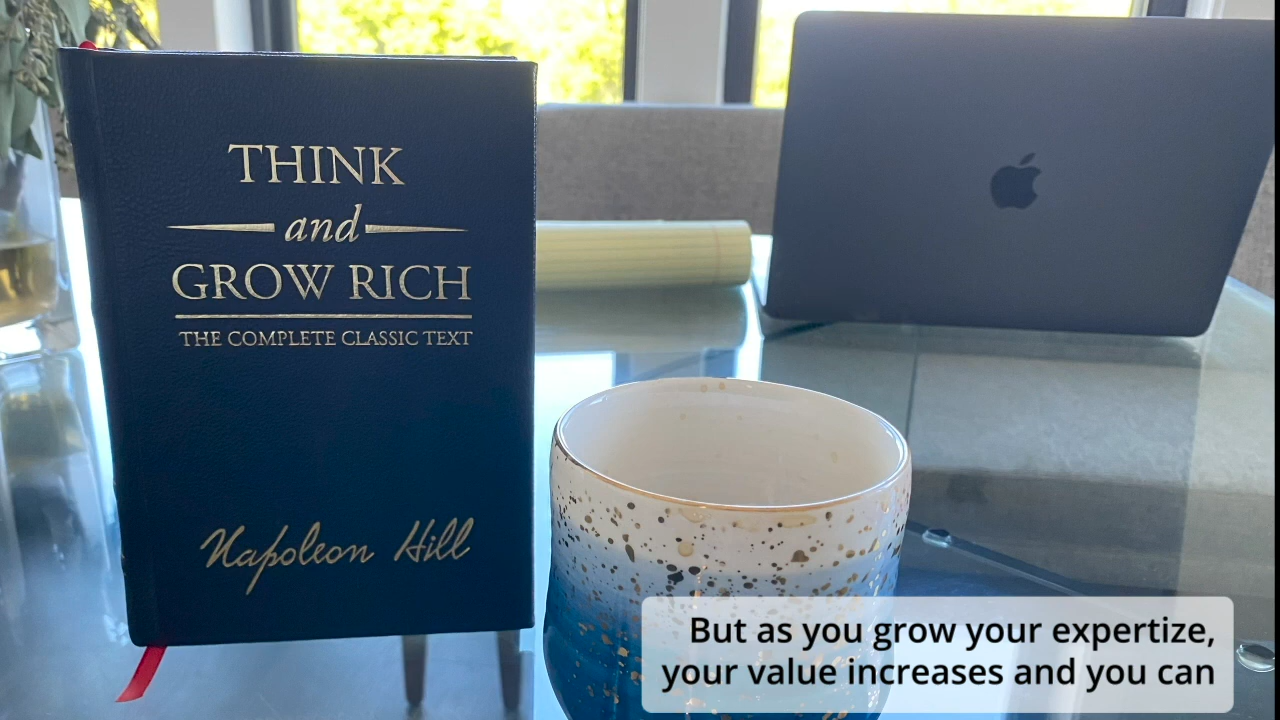 THINK
and
GROW RICH
THE COMPLETE CLASSIC TEXT
Napoleon Hill
But as you grow your expertize,
your value increases and you can